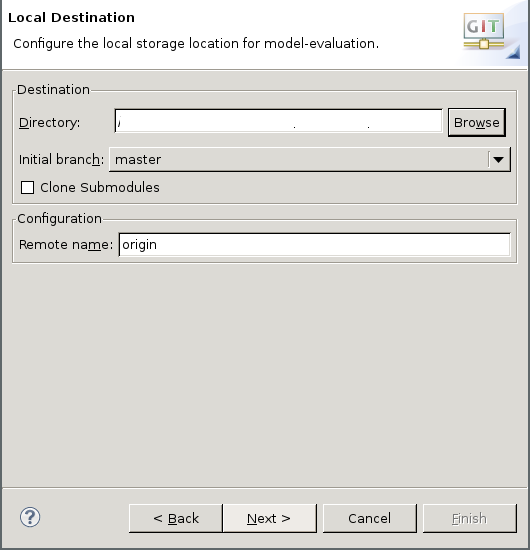 Local Destination
Configure the local storage location for model-evaluation.
GIT
Destination
Directory:
Browse
Initial branch: master
Clone Submodules
Configuration
Remote name: origin
< Back Next > Cancel Finish